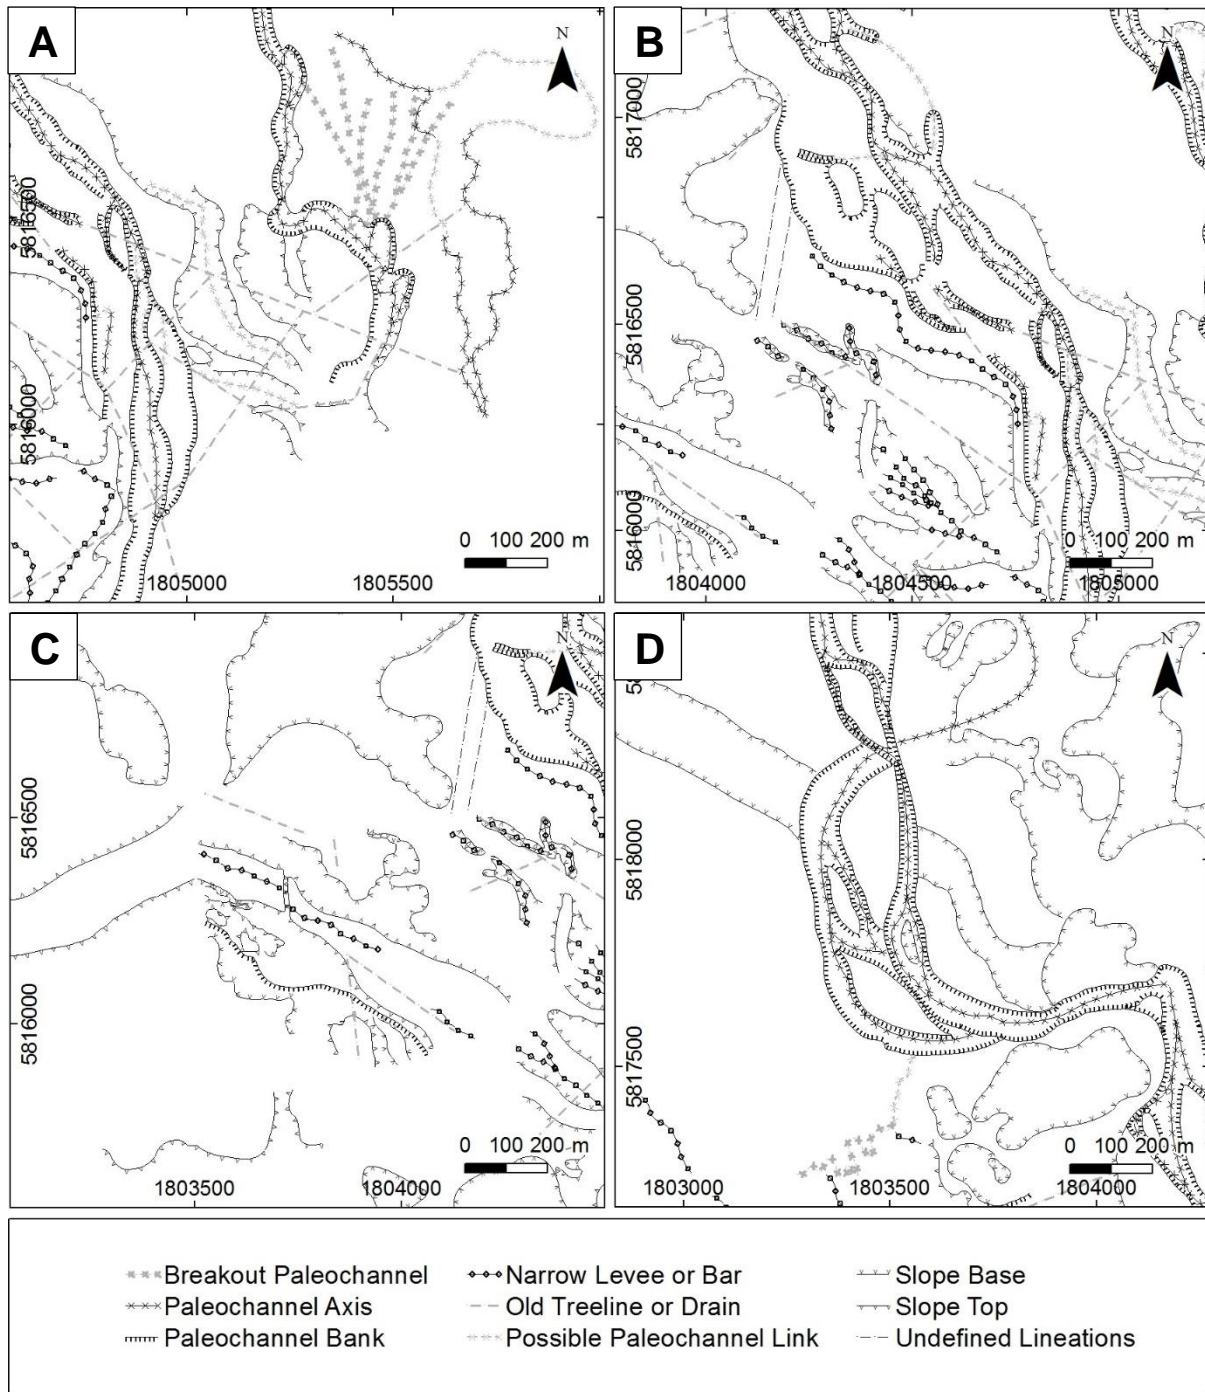 A
N
5816500
5816000
0 100 200 m
1805000
1805500
B
N
5817000
5816500
5816000
0 100 200 m
1804000
1804500
1805000
C
N
5816500
5816000
0 100 200 m
1803500
1804000
D
N
5818000
5817500
0 100 200 m
1803000
1803500
1804000
Breakout Paleochannel
Narrow Levee or Bar
Slope Base
Paleochannel Axis
Old Treeline or Drain
Slope Top
Paleochannel Bank
Possible Paleochannel Link
Undefined Lineations